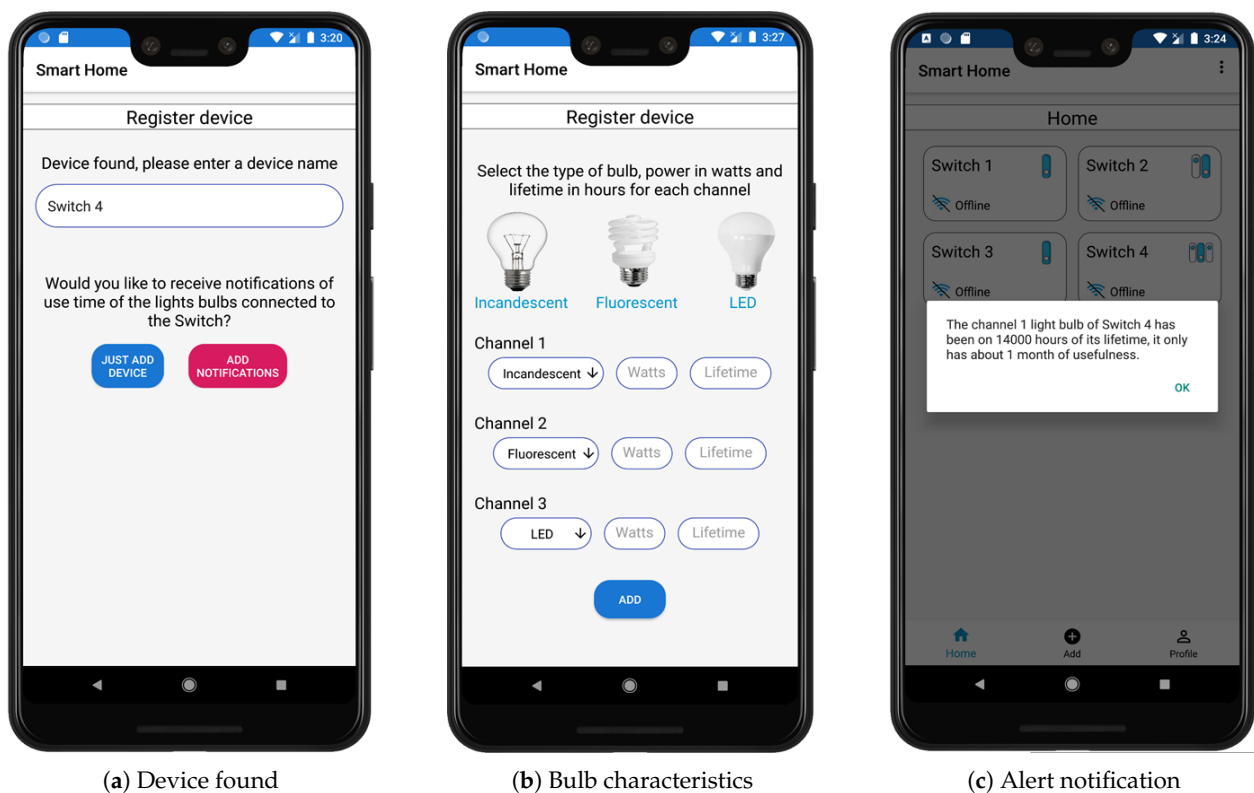 3:20
Smart Home
Register device
Device found, please enter a device name
Switch 4
Would you like to receive notifications of
use time of the lights bulbs connected to
the Switch?
JUST ADD
DEVICE
ADD
NOTIFICATIONS
(a) Device found
3:27
Smart Home
Register device
Select the type of bulb, power in watts and
lifetime in hours for each channel
Incandescent Fluorescent LED
Channel 1
Incandescent Watts Lifetime
Channel 2
Fluorescent Watts Lifetime
Channel 3
LED Watts Lifetime
ADD
(b) Bulb characteristics
3:24
Smart Home
Home
Switch 1 Switch 2
Offline Offline
Switch 3 Switch 4
Offline Offline
The channel 1 light bulb of Switch 4 has
been on 14000 hours of its lifetime, it only
has about 1 month of usefulness.
OK
Home Add Profile
(c) Alert notification